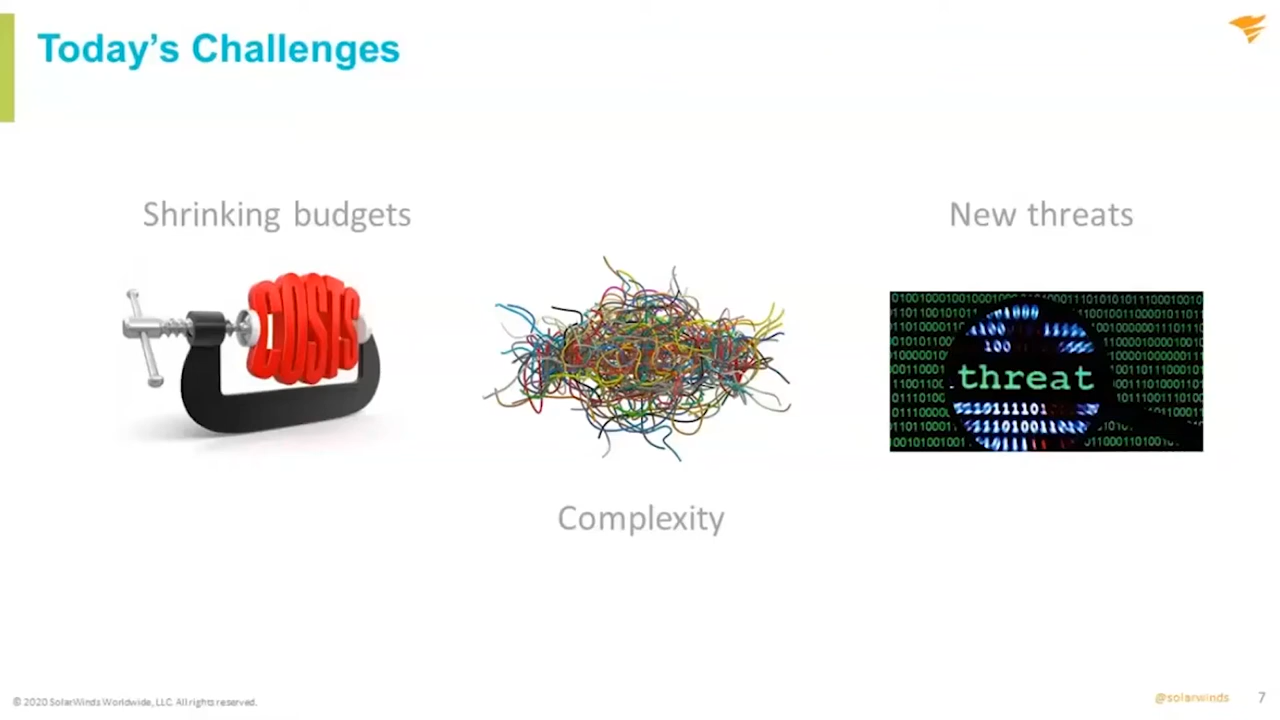 Today's Challenges
Shrinking budgets
New threats
COSTS
threat
Complexity
© 2020 SolarWinds Worldwide, LLC. All rights reserved.
@solarwinds
7